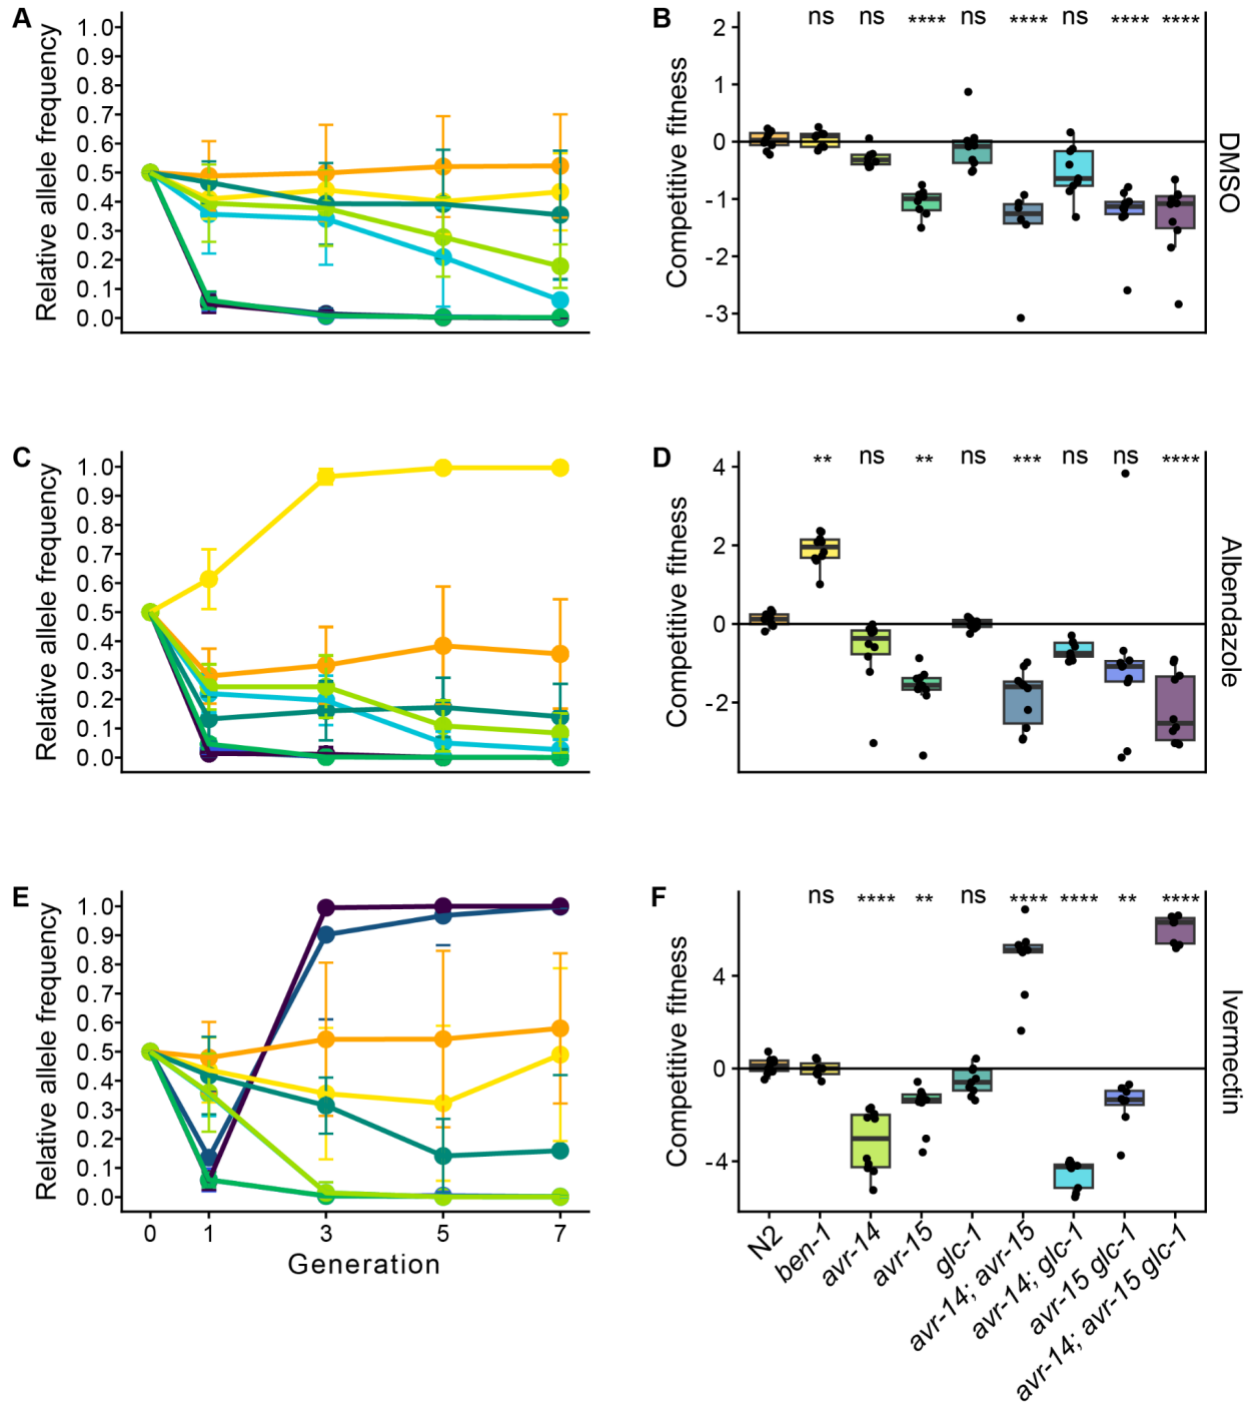 A
Relative allele frequency
1.0
0.9
0.8
0.7
0.6
0.5
0.4
0.3
0.2
0.1
0.0
B
Competitive fitness
2
1
0
-1
-2
-3
ns ns **** ns **** ns **** ****
DMSO
C
Relative allele frequency
1.0
0.9
0.8
0.7
0.6
0.5
0.4
0.3
0.2
0.1
0.0
D
Competitive fitness
4
2
0
-2
** ns ** ns *** ns ns ****
Albendazole
E
Relative allele frequency
1.0
0.9
0.8
0.7
0.6
0.5
0.4
0.3
0.2
0.1
0.0
0 1 3 5 7
Generation
F
Competitive fitness
4
0
-4
ns **** ** ns **** **** ** ****
Ivermectin
N2
ben-1
avr-14
avr-15
glc-1
avr-14; avr-15
avr-14; glc-1
avr-15 glc-1
avr-14; avr-15 glc-1